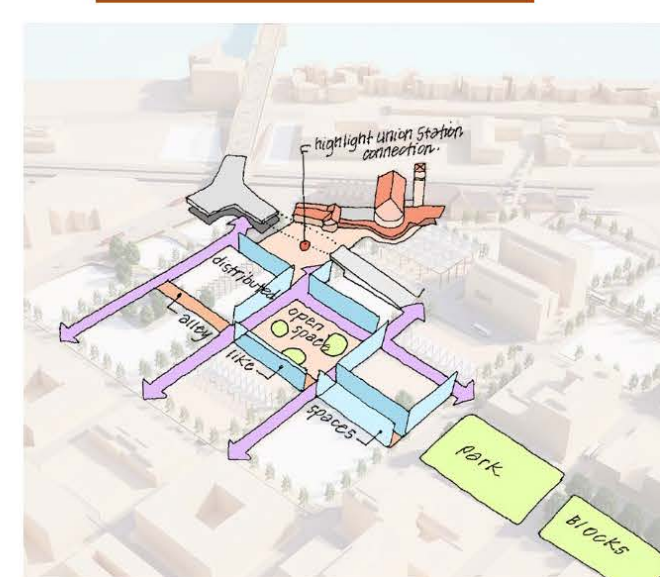 highlight union station
connection.
distributed
open
space
alley
like
spaces
park
BLOCKS